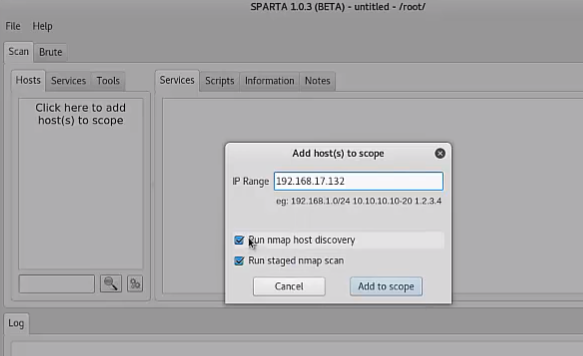 SPARTA 1.0.3 (BETA) - untitled - /root/
File Help
Scan Brute
Hosts Services Tools
Services Scripts Information Notes
Click here to add
host(s) to scope
Add host(s) to scope
IP Range 192.168.17.132
eg: 192.168.1.0/24 10.10.10.10-20 1.2.3.4
Run nmap host discovery
Run staged nmap scan
Cancel Add to scope
Log